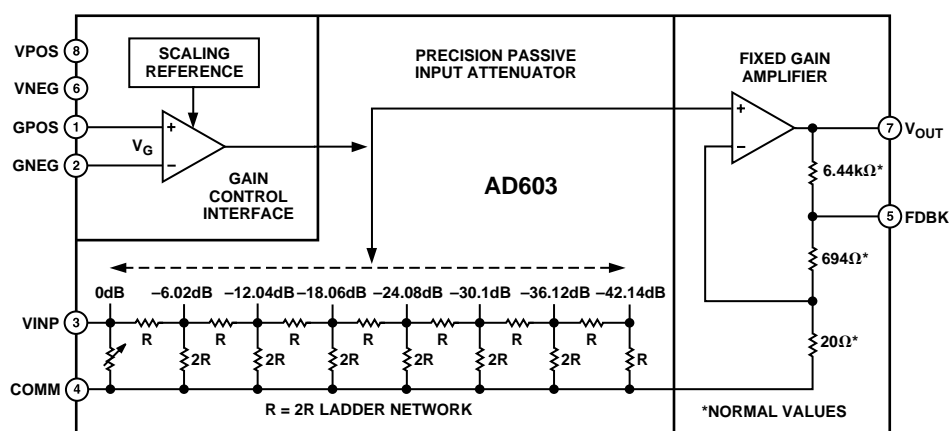 VPOS 8
VNEG 6
GPOS 1
GNEG 2
SCALING
REFERENCE
VG
+
−
GAIN
CONTROL
INTERFACE
PRECISION PASSIVE
INPUT ATTENUATOR
AD603
FIXED GAIN
AMPLIFIER
+
−
7 VOUT
6.44kΩ*
5 FDBK
694Ω*
20Ω*
0dB −6.02dB −12.04dB −18.06dB −24.08dB −30.1dB −36.12dB −42.14dB
VINP 3
R R R R R R R
2R 2R 2R 2R 2R 2R R
COMM 4
R = 2R LADDER NETWORK
*NORMAL VALUES